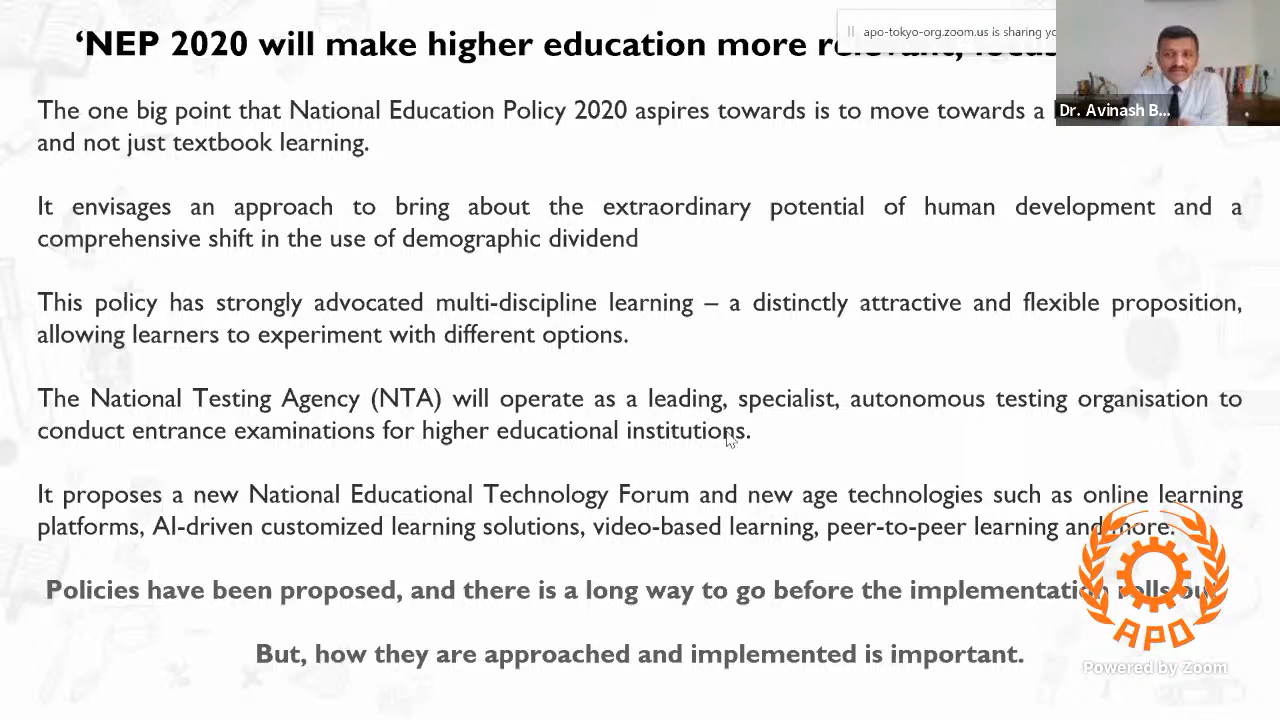 ‘NEP 2020 will make higher education more relevant,
apo-tokyo-org.zoom.us is sharing yo
Dr. Avinash B...
The one big point that National Education Policy 2020 aspires towards is to move towards a
and not just textbook learning.
It envisages an approach to bring about the extraordinary potential of human development and a
comprehensive shift in the use of demographic dividend
This policy has strongly advocated multi-discipline learning – a distinctly attractive and flexible proposition,
allowing learners to experiment with different options.
The National Testing Agency (NTA) will operate as a leading, specialist, autonomous testing organisation to
conduct entrance examinations for higher educational institutions.
It proposes a new National Educational Technology Forum and new age technologies such as online learning
platforms, AI-driven customized learning solutions, video-based learning, peer-to-peer learning and more.
Policies have been proposed, and there is a long way to go before the implementation rolls out
But, how they are approached and implemented is important.
APO
Powered by Zoom